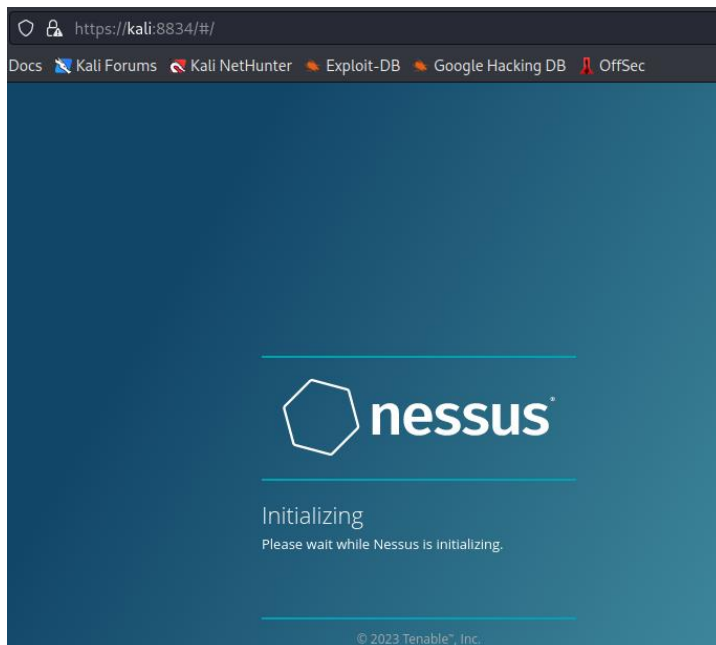 https://kali:8834/#/
Docs Kali Forums Kali NetHunter Exploit-DB Google Hacking DB OffSec
nessus®
Initializing
Please wait while Nessus is initializing.
© 2023 Tenable™, Inc.